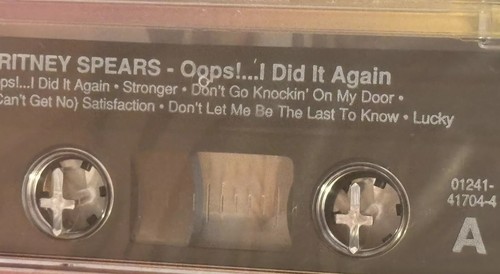 RITNEY SPEARS - Oops!...I Did It Again
ps!...I Did It Again • Stronger • Don't Go Knockin' On My Door •
Can't Get No) Satisfaction • Don't Let Me Be The Last To Know • Lucky
01241-
41704-4
A